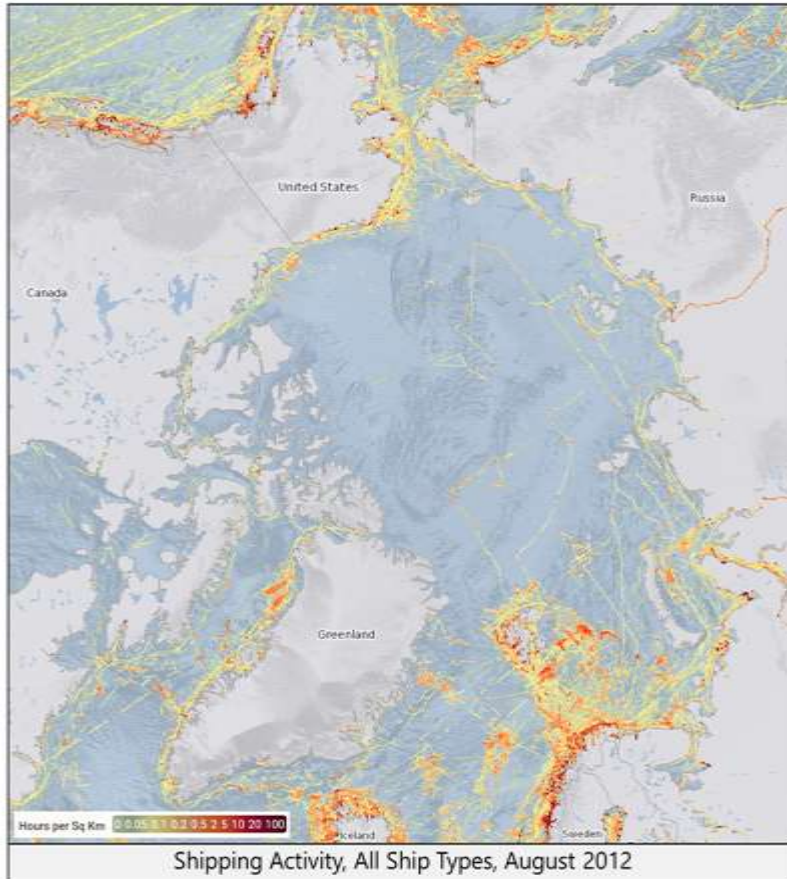 United States
Russia
Canada
Greenland
Hours per Sq Km 0 0.05 0.1 0.2 0.5 2.5 10 20 100
Iceland
Sweden
Shipping Activity, All Ship Types, August 2012